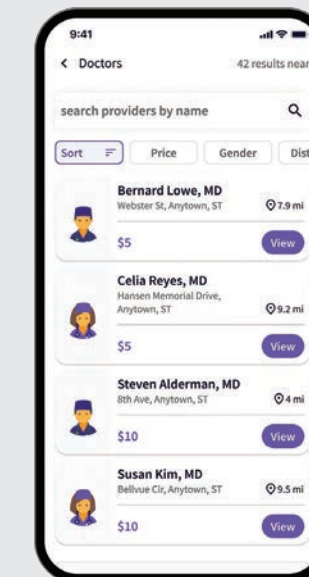 9:41
Doctors
42 results near
search providers by name
Sort
Price
Gender
Dist
Bernard Lowe, MD
Webster St, Anytown, ST
7.9 mi
$5
View
Celia Reyes, MD
Hansen Memorial Drive,
Anytown, ST
9.2 mi
$5
View
Steven Alderman, MD
8th Ave, Anytown, ST
4 mi
$10
View
Susan Kim, MD
Bellvue Cir, Anytown, ST
9.5 mi
$10
View